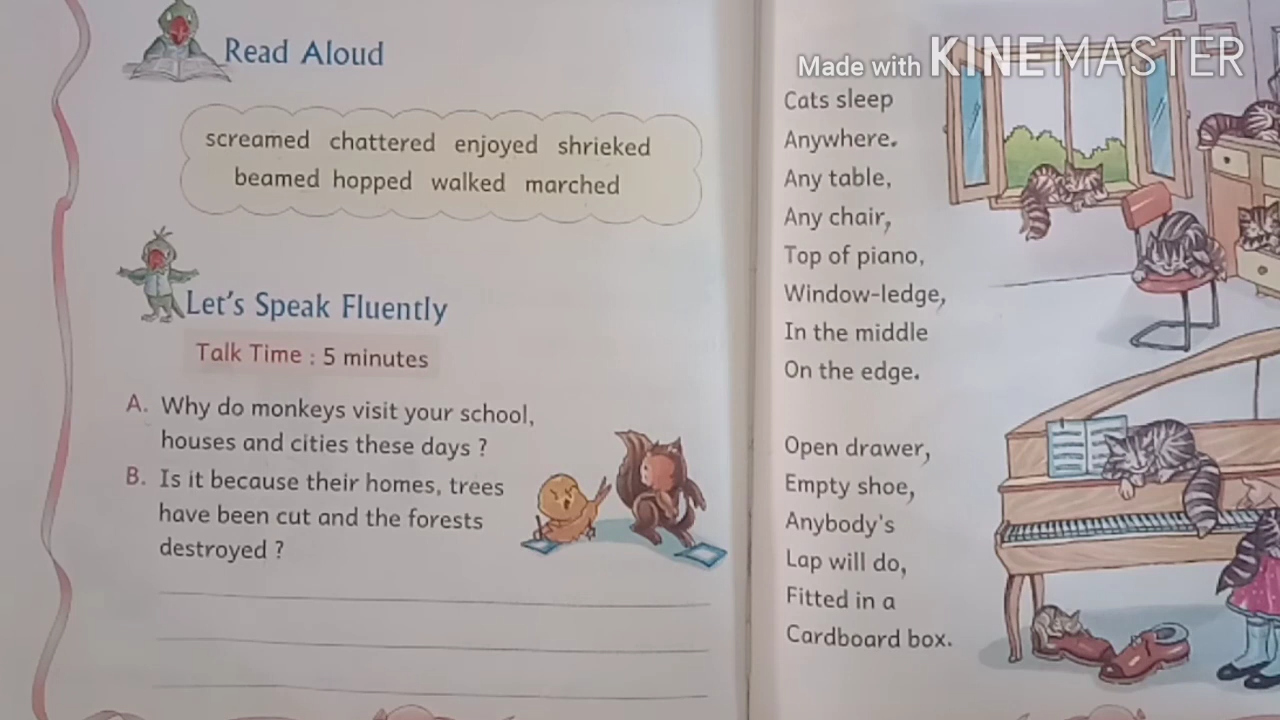 Read Aloud
screamed chattered enjoyed shrieked
beamed hopped walked marched
Let's Speak Fluently
Talk Time : 5 minutes
A. Why do monkeys visit your school,
houses and cities these days ?
B. Is it because their homes, trees
have been cut and the forests
destroyed ?
Made with KINEMASTER
Cats sleep
Anywhere.
Any table,
Any chair,
Top of piano,
Window-ledge,
In the middle
On the edge.
Open drawer,
Empty shoe,
Anybody's
Lap will do,
Fitted in a
Cardboard box.